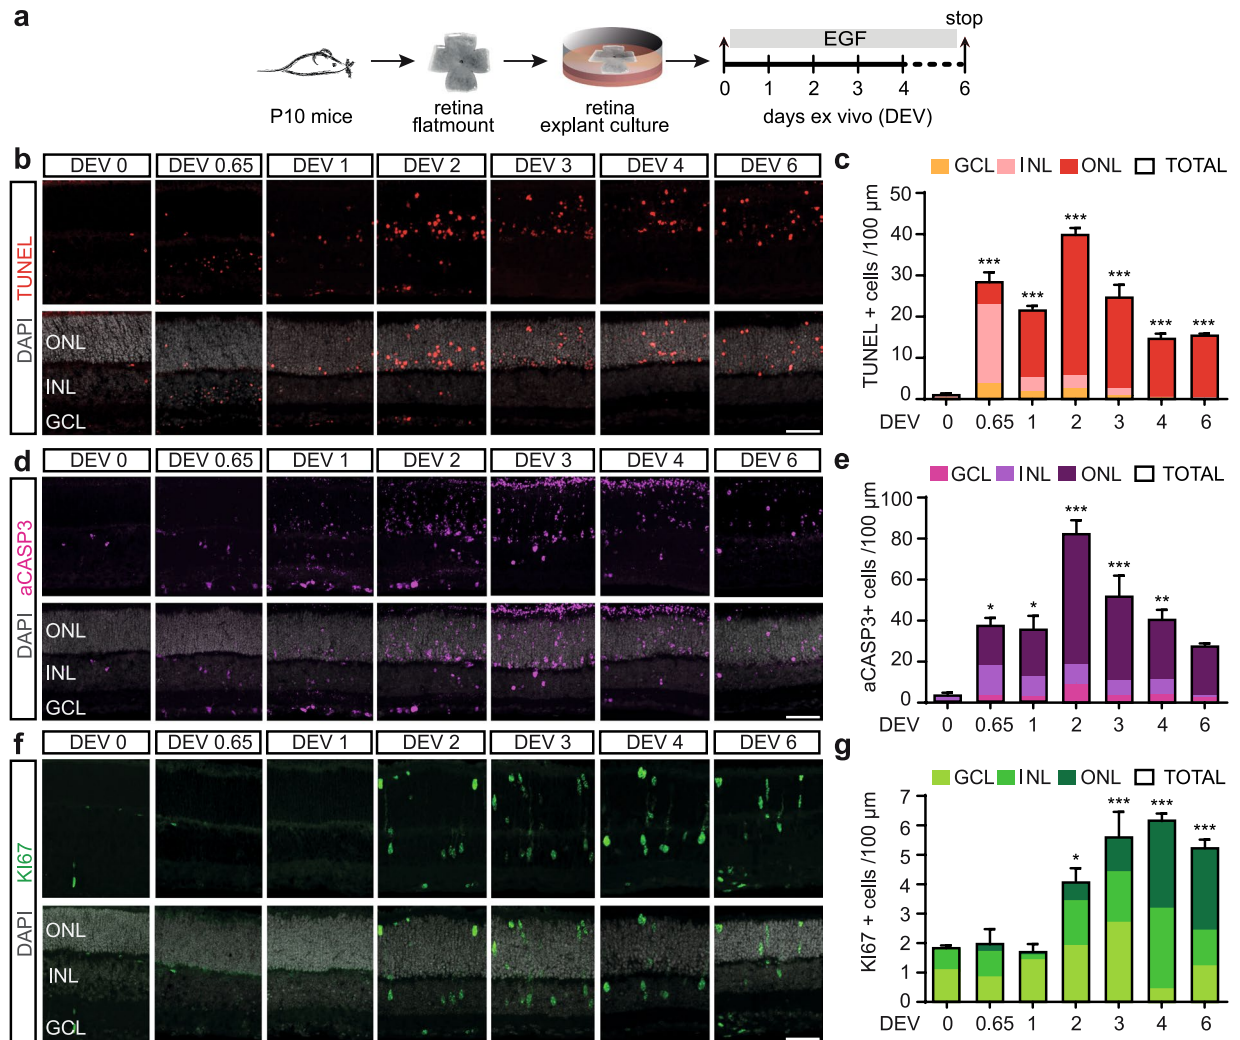 a
stop
EGF
0 1 2 3 4 6
P10 mice
retina
flatmount
retina
explant culture
days ex vivo (DEV)
b
DEV 0 DEV 0.65 DEV 1 DEV 2 DEV 3 DEV 4 DEV 6
DAPI TUNEL
ONL
INL
GCL
c
GCL INL ONL TOTAL
TUNEL + cells /100 µm
50
40
30
20
10
0
*** *** *** *** *** ***
DEV 0 0.65 1 2 3 4 6
d
DEV 0 DEV 0.65 DEV 1 DEV 2 DEV 3 DEV 4 DEV 6
DAPI aCASP3
ONL
INL
GCL
e
GCL INL ONL TOTAL
aCASP3+ cells /100 µm
100
80
60
40
20
0
* * *** *** **
DEV 0 0.65 1 2 3 4 6
f
DEV 0 DEV 0.65 DEV 1 DEV 2 DEV 3 DEV 4 DEV 6
DAPI KI67
ONL
INL
GCL
g
GCL INL ONL TOTAL
KI67 + cells /100 µm
7
6
5
4
3
2
1
0
* *** *** ***
DEV 0 0.65 1 2 3 4 6